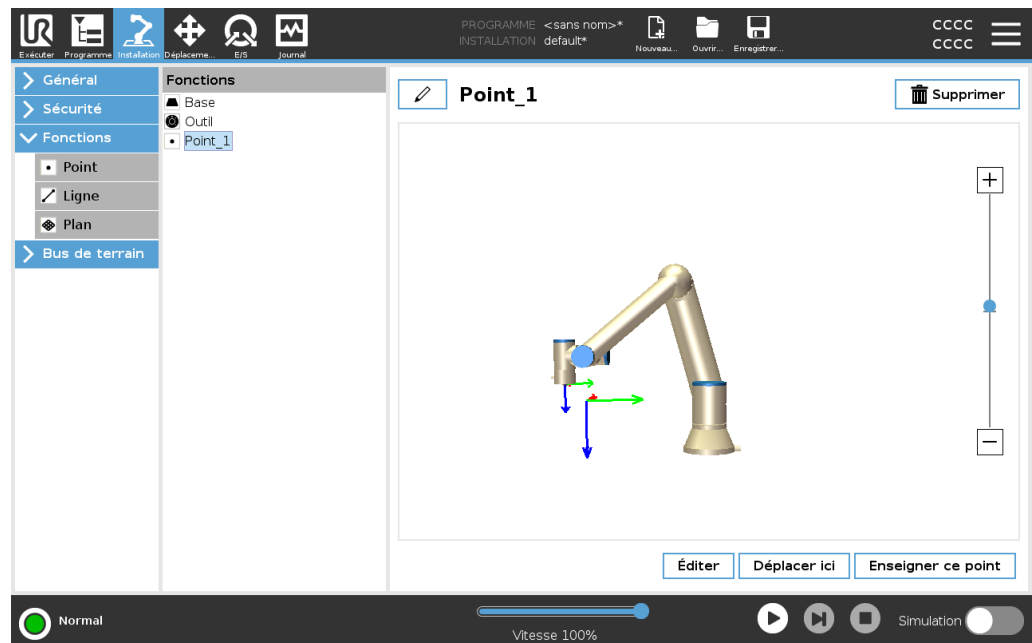 PROGRAMME <sans nom>*
INSTALLATION default*
Exécuter
Programme
Installation
Déplaceme...
E/S
Journal
Nouveau...
Ouvrir...
Enregistrer...
CCCC
CCCC
Général
Sécurité
Fonctions
Point
Ligne
Plan
Bus de terrain
Fonctions
Base
Outil
Point_1
Point_1
Supprimer
+
−
Éditer
Déplacer ici
Enseigner ce point
Normal
Vitesse 100%
Simulation